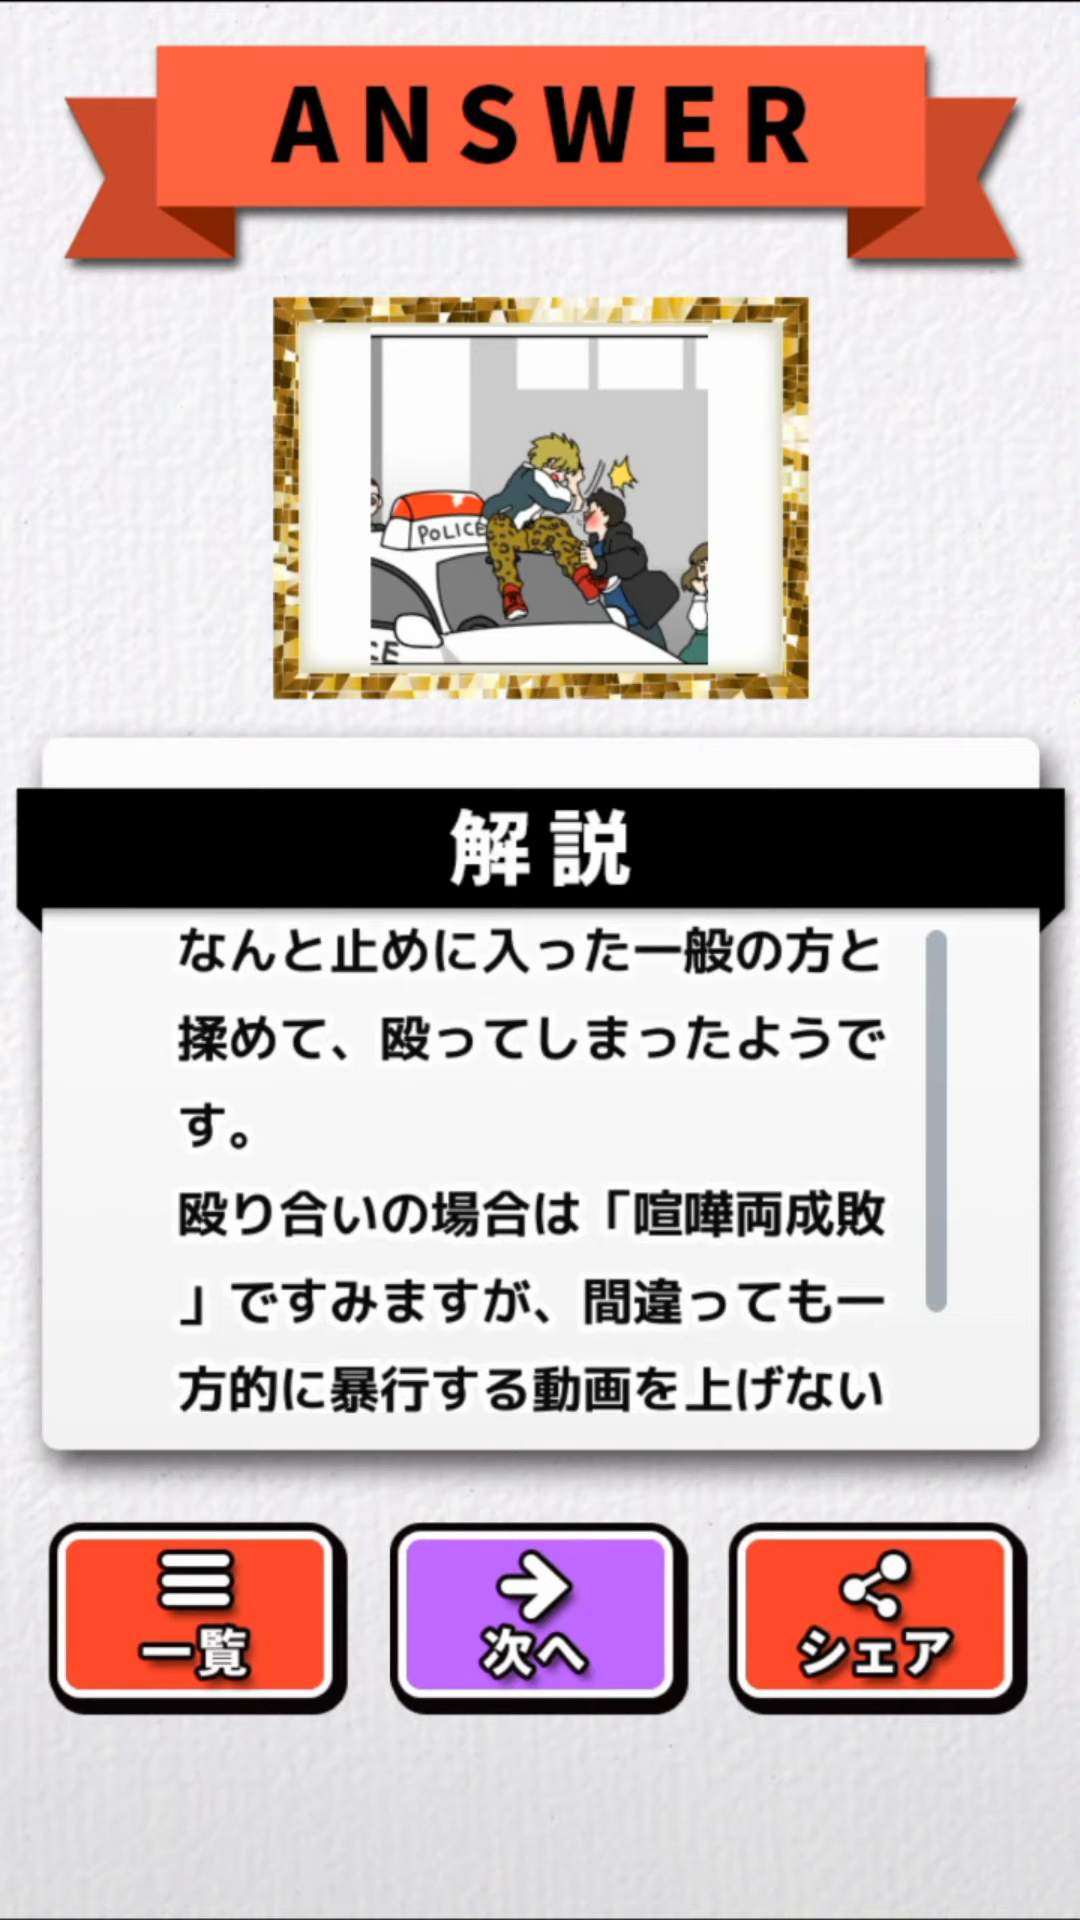 ANSWER
POLICE
CE
解説
なんと止めに入った一般の方と
揉めて、殴ってしまったようで
す。
殴り合いの場合は「喧嘩両成敗
」ですみますが、間違っても一
方的に暴行する動画を上げない
一覧
次へ
シェア